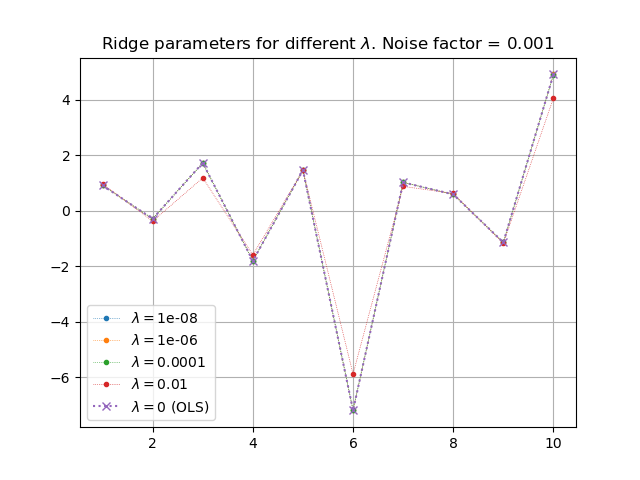 Ridge parameters for different λ. Noise factor = 0.001
4
2
0
−2
−4
−6
λ = 1e-08
λ = 1e-06
λ = 0.0001
λ = 0.01
λ = 0 (OLS)
2
4
6
8
10